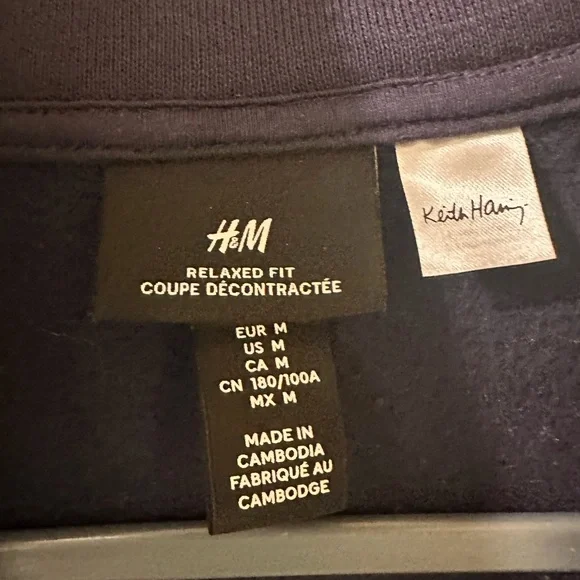 H&M
RELAXED FIT
COUPE DÉCONTRACTÉE
Keith Haring
EUR M
US M
CA M
CN 180/100A
MX M
MADE IN
CAMBODIA
FABRIQUÉ AU
CAMBODGE